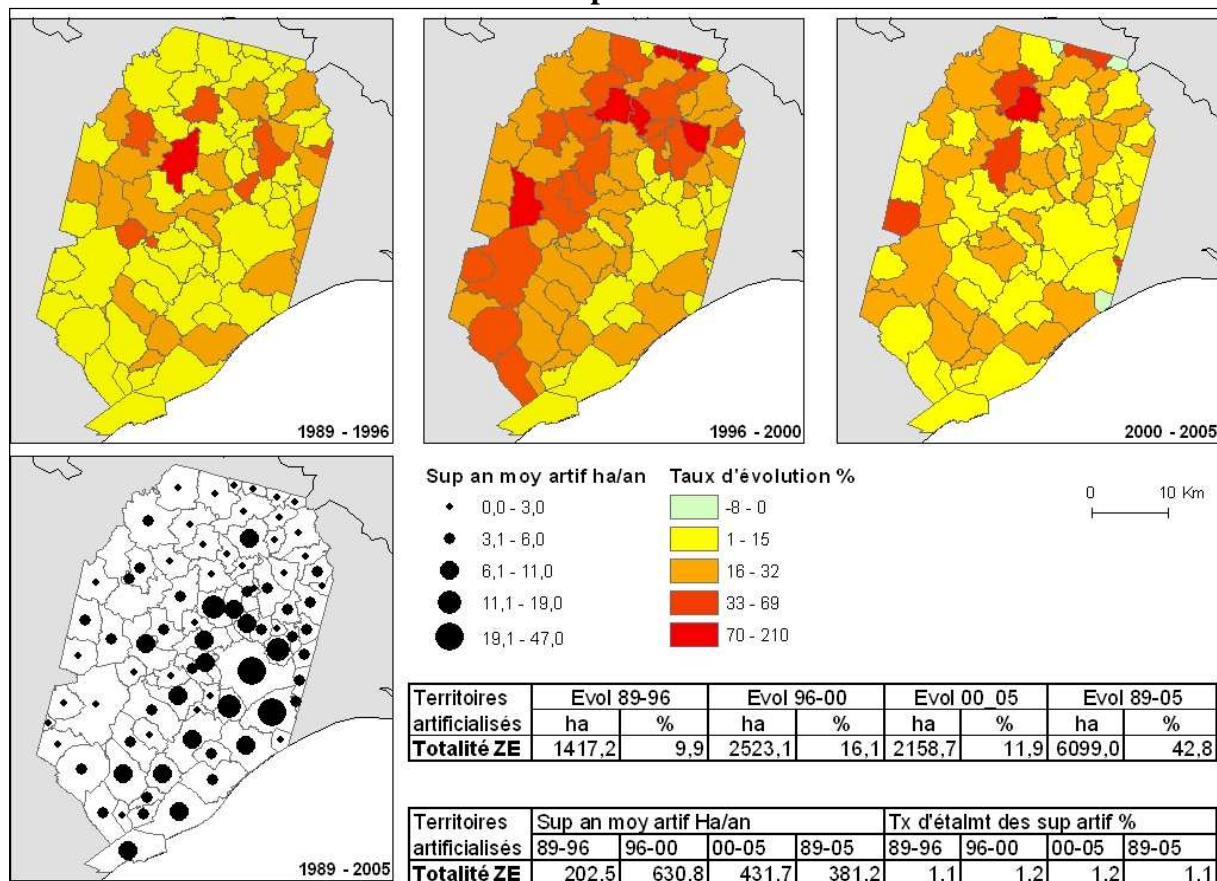 1989 - 1996
1996 - 2000
2000 - 2005
1989 - 2005
Sup an moy artif ha/an
0,0 - 3,0
3,1 - 6,0
6,1 - 11,0
11,1 - 19,0
19,1 - 47,0
Taux d'évolution %
-8 - 0
1 - 15
16 - 32
33 - 69
70 - 210
0 10 Km
Territoires artificialisés Evol 89-96 Evol 96-00 Evol 00_05 Evol 89-05
ha % ha % ha % ha %
Totalité ZE 1417,2 9,9 2523,1 16,1 2158,7 11,9 6099,0 42,8
Territoires artificialisés Sup an moy artif Ha/an Tx d'étalmt des sup artif %
89-96 96-00 00-05 89-05 89-96 96-00 00-05 89-05
Totalité ZE 202,5 630,8 431,7 381,2 1,1 1,2 1,2 1,1